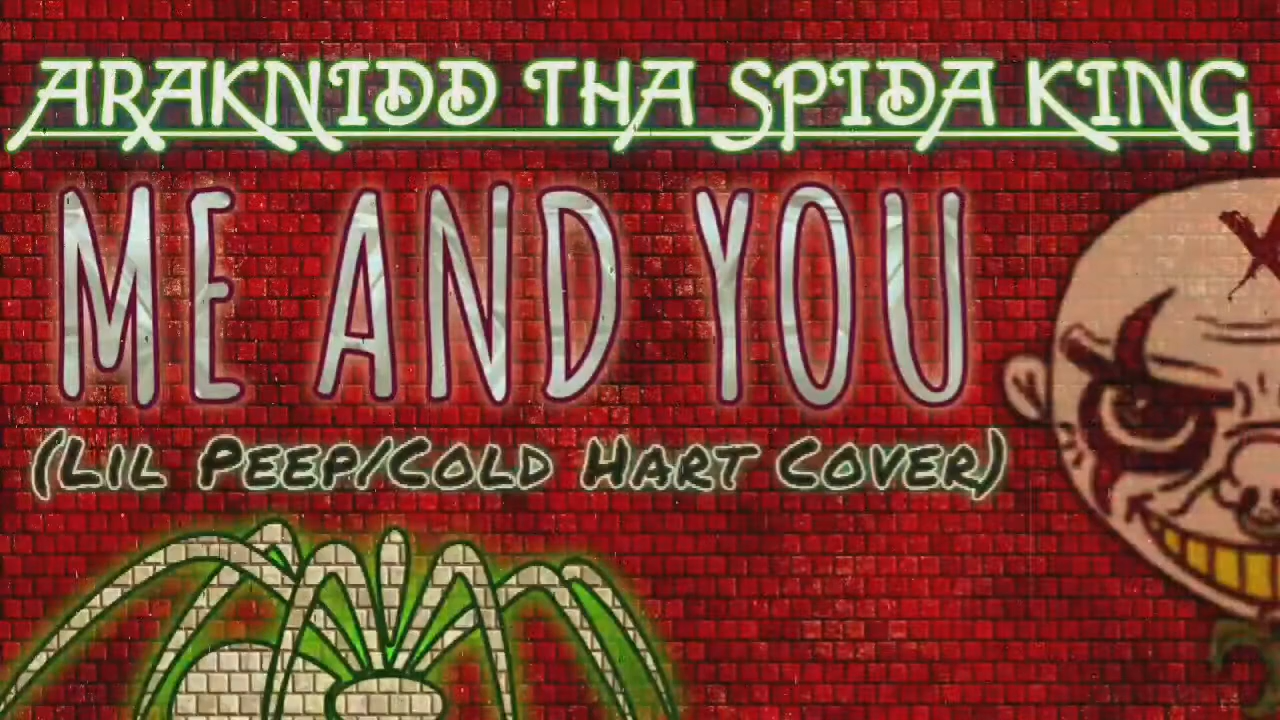 ARAKNIDD THA SPIDA KING
ME AND YOU
(LIL PEEP/COLD HART COVER)